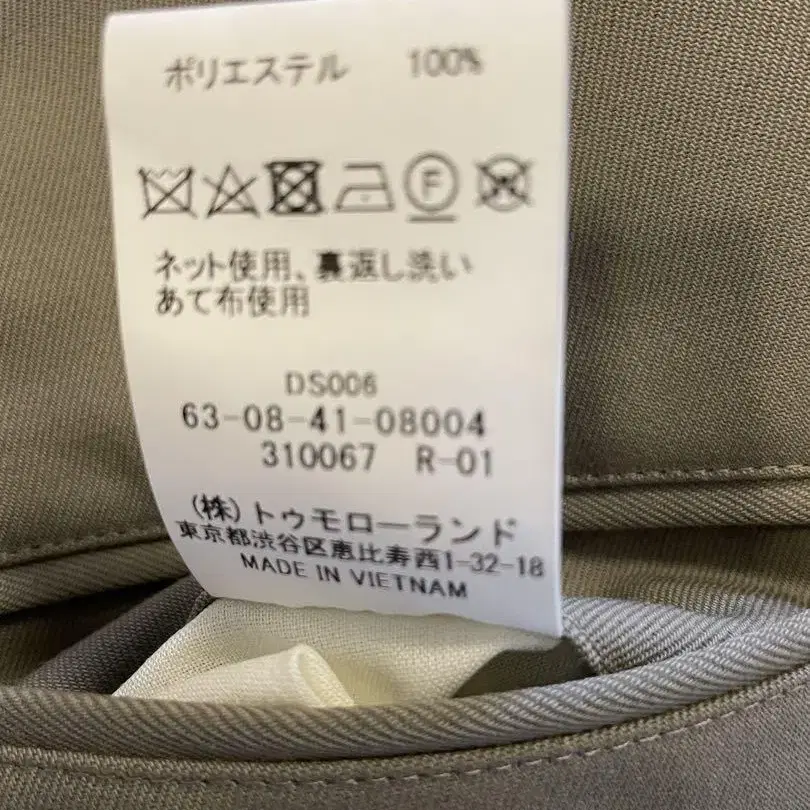 ポリエステル 100%
F
ネット使用、裏返し洗い
あて布使用
DS006
63-08-41-08004
310067 R-01
(株)トゥモローランド
東京都渋谷区恵比寿西1-32-18
MADE IN VIETNAM